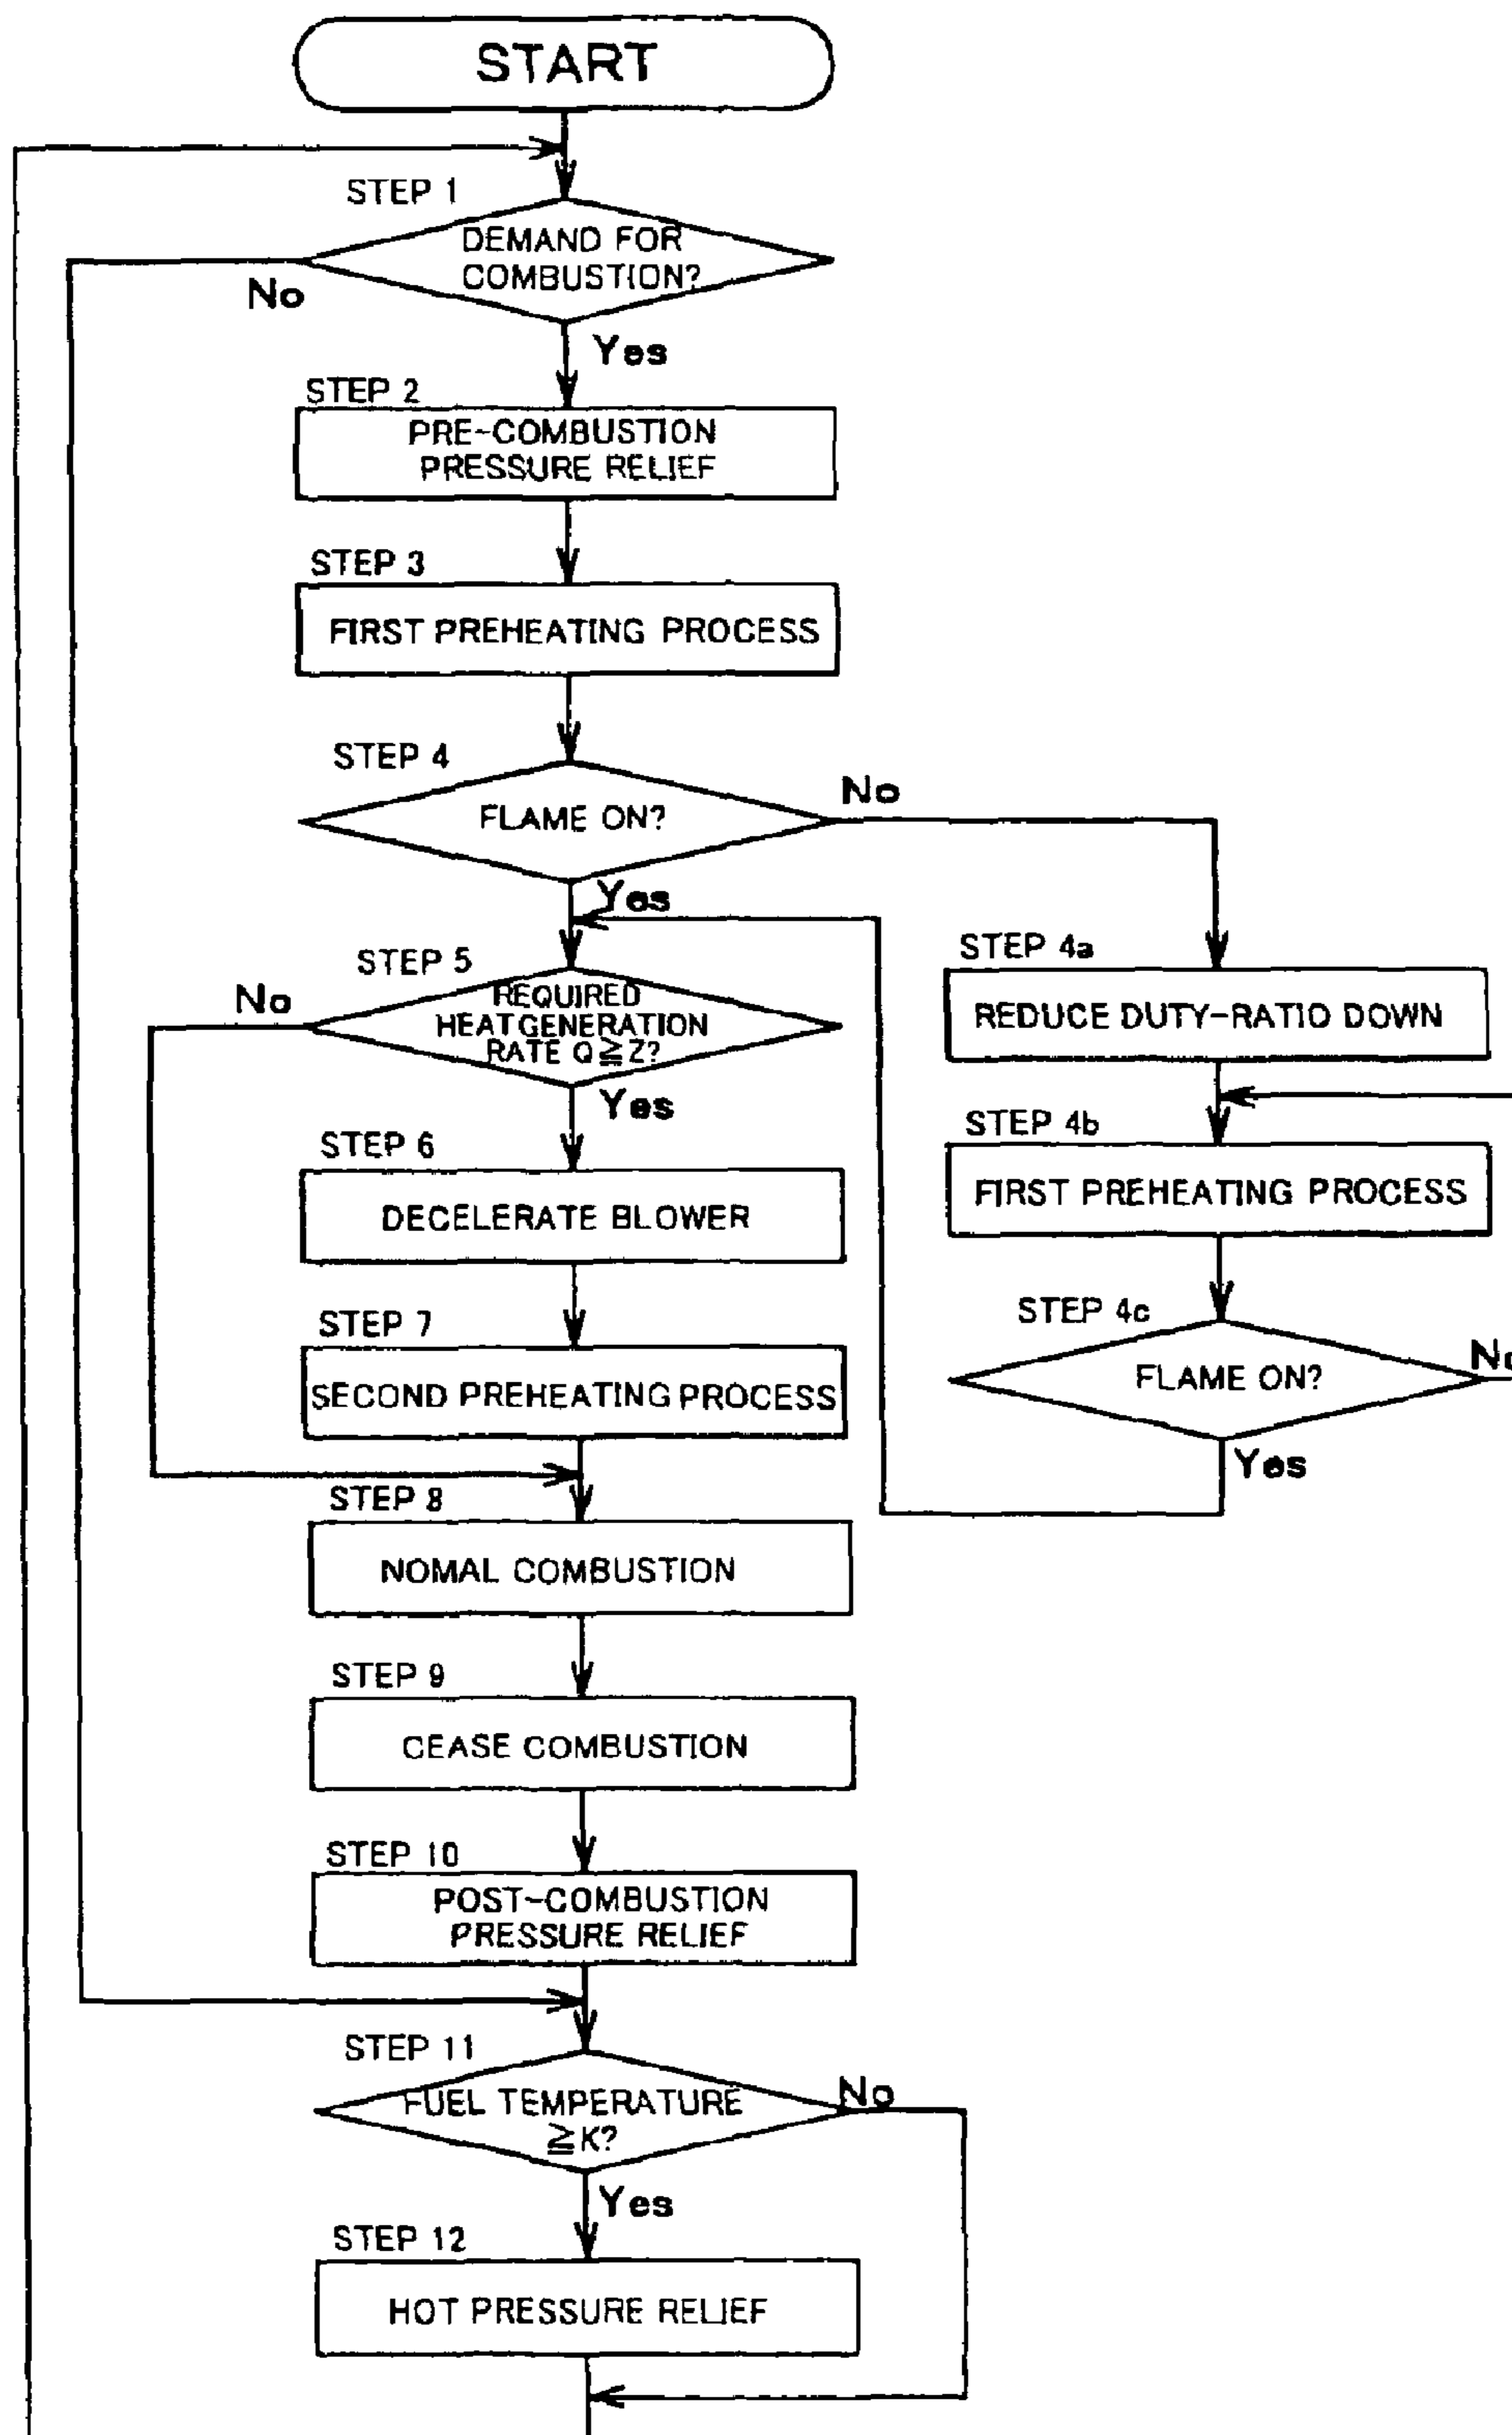 START
STEP 1
DEMAND FOR
COMBUSTION?
No
Yes
STEP 2
PRE-COMBUSTION
PRESSURE RELIEF
STEP 3
FIRST PREHEATING PROCESS
STEP 4
FLAME ON?
No
Yes
STEP 4a
REDUCE DUTY-RATIO DOWN
STEP 4b
FIRST PREHEATING PROCESS
STEP 4c
FLAME ON?
No
Yes
STEP 5
REQUIRED
HEAT GENERATION
RATE Q≧Z?
No
Yes
STEP 6
DECELERATE BLOWER
STEP 7
SECOND PREHEATING PROCESS
STEP 8
NOMAL COMBUSTION
STEP 9
CEASE COMBUSTION
STEP 10
POST-COMBUSTION
PRESSURE RELIEF
STEP 11
FUEL TEMPERATURE
≧K?
No
Yes
STEP 12
HOT PRESSURE RELIEF